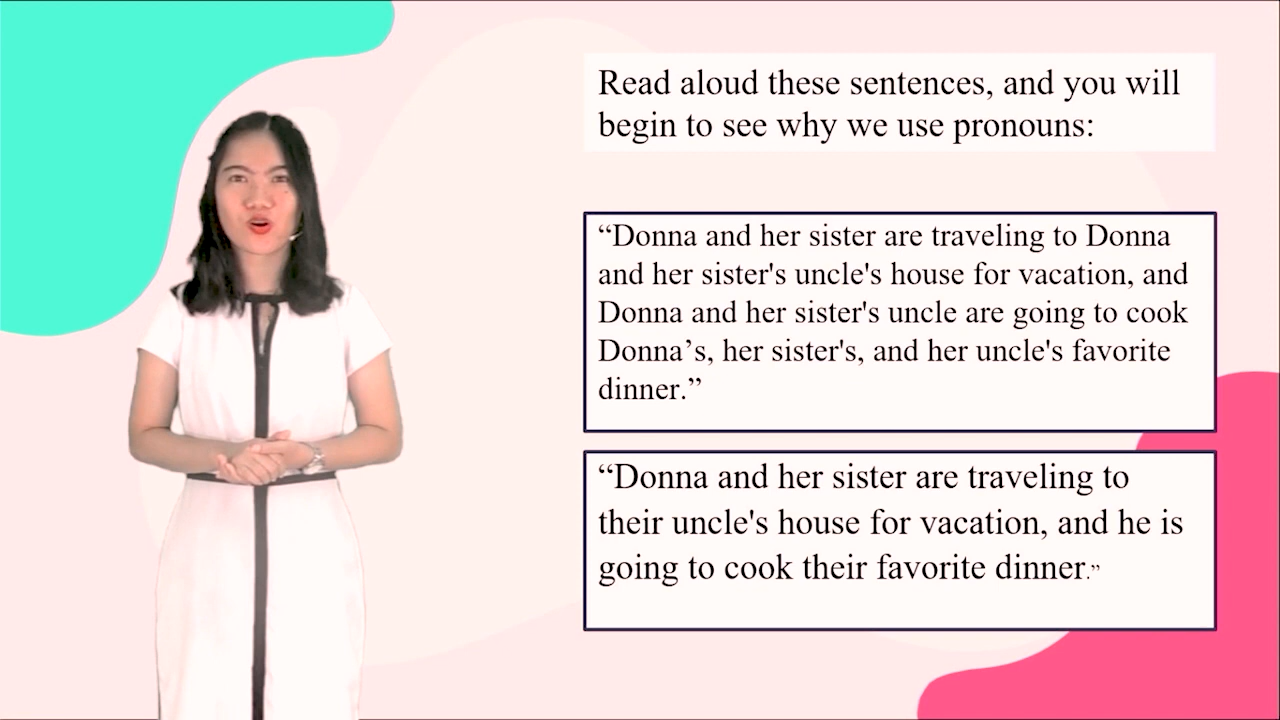 Read aloud these sentences, and you will
begin to see why we use pronouns:
“Donna and her sister are traveling to Donna
and her sister's uncle's house for vacation, and
Donna and her sister's uncle are going to cook
Donna’s, her sister's, and her uncle's favorite
dinner.”
“Donna and her sister are traveling to
their uncle's house for vacation, and he is
going to cook their favorite dinner.”